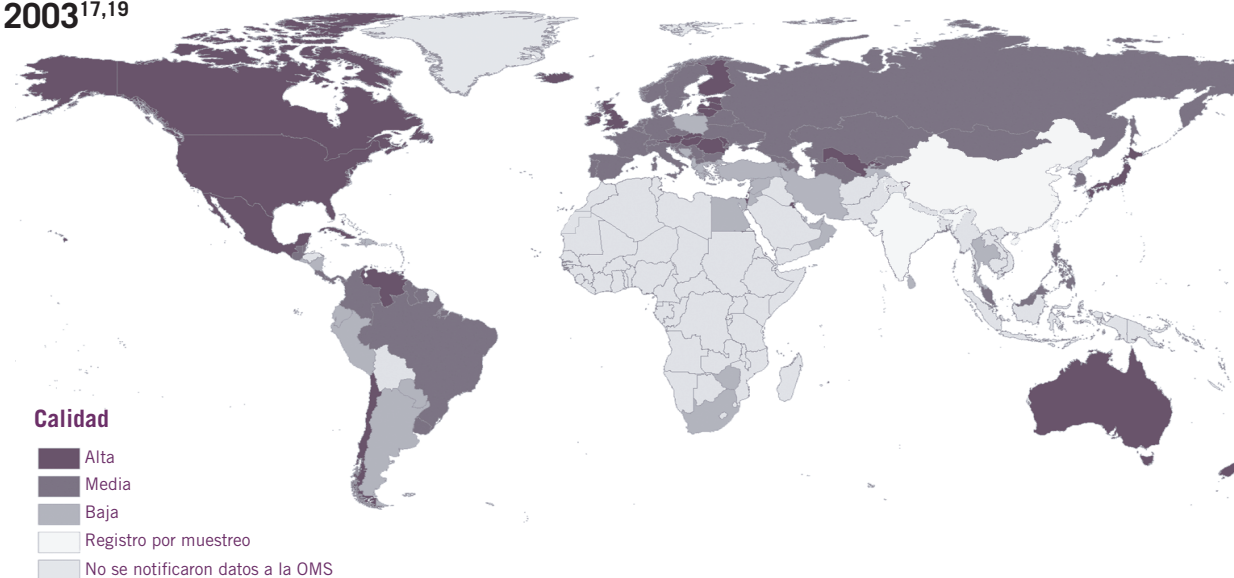 200317,19
Calidad
Alta
Media
Baja
Registro por muestreo
No se notificaron datos a la OMS